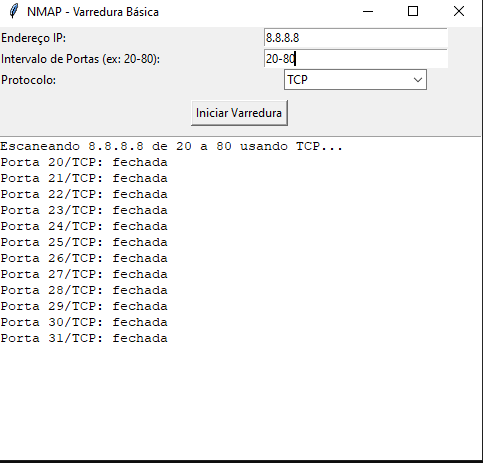 NMAP - Varredura Básica
Endereço IP: 8.8.8.8
Intervalo de Portas (ex: 20-80): 20-80
Protocolo: TCP
Iniciar Varredura
Escaneando 8.8.8.8 de 20 a 80 usando TCP...
Porta 20/TCP: fechada
Porta 21/TCP: fechada
Porta 22/TCP: fechada
Porta 23/TCP: fechada
Porta 24/TCP: fechada
Porta 25/TCP: fechada
Porta 26/TCP: fechada
Porta 27/TCP: fechada
Porta 28/TCP: fechada
Porta 29/TCP: fechada
Porta 30/TCP: fechada
Porta 31/TCP: fechada